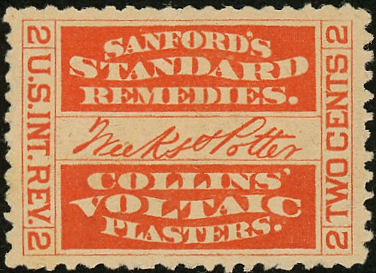 SANFORD'S
STANDARD
REMEDIES.
Weeks & Potter
COLLINS'
VOLTAIC
PLASTERS.
2 U.S. INT. REV. 2
2 TWO CENTS 2